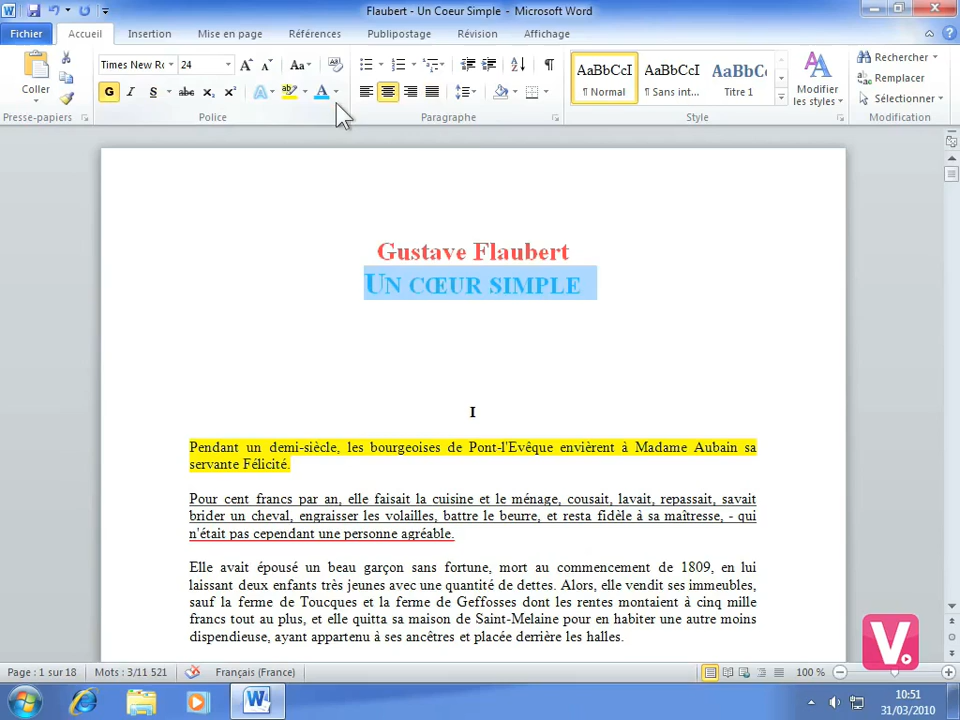 Flaubert - Un Coeur Simple - Microsoft Word
Fichier Accueil Insertion Mise en page Références Publipostage Révision Affichage
Times New Ro 24 Aa AaBbCcI AaBbCcI AaBbC Rechercher
Coller G I S abc x₂ x² A ab A ¶ Normal ¶ Sans int... Titre 1 Modifier les styles Remplacer
Sélectionner
Presse-papiers Police Paragraphe Style Modification
Gustave Flaubert
UN CŒUR SIMPLE
I
Pendant un demi-siècle, les bourgeoises de Pont-l'Evêque envièrent à Madame Aubain sa
servante Félicité.
Pour cent francs par an, elle faisait la cuisine et le ménage, cousait, lavait, repassait, savait
brider un cheval, engraisser les volailles, battre le beurre, et resta fidèle à sa maîtresse, - qui
n'était pas cependant une personne agréable.
Elle avait épousé un beau garçon sans fortune, mort au commencement de 1809, en lui
laissant deux enfants très jeunes avec une quantité de dettes. Alors, elle vendit ses immeubles,
sauf la ferme de Toucques et la ferme de Geffosses dont les rentes montaient à cinq mille
francs tout au plus, et elle quitta sa maison de Saint-Melaine pour en habiter une autre moins
dispendieuse, ayant appartenu à ses ancêtres et placée derrière les halles.
V.
Page : 1 sur 18 Mots : 3/11 521 Français (France) 100 %
10:51
31/03/2010